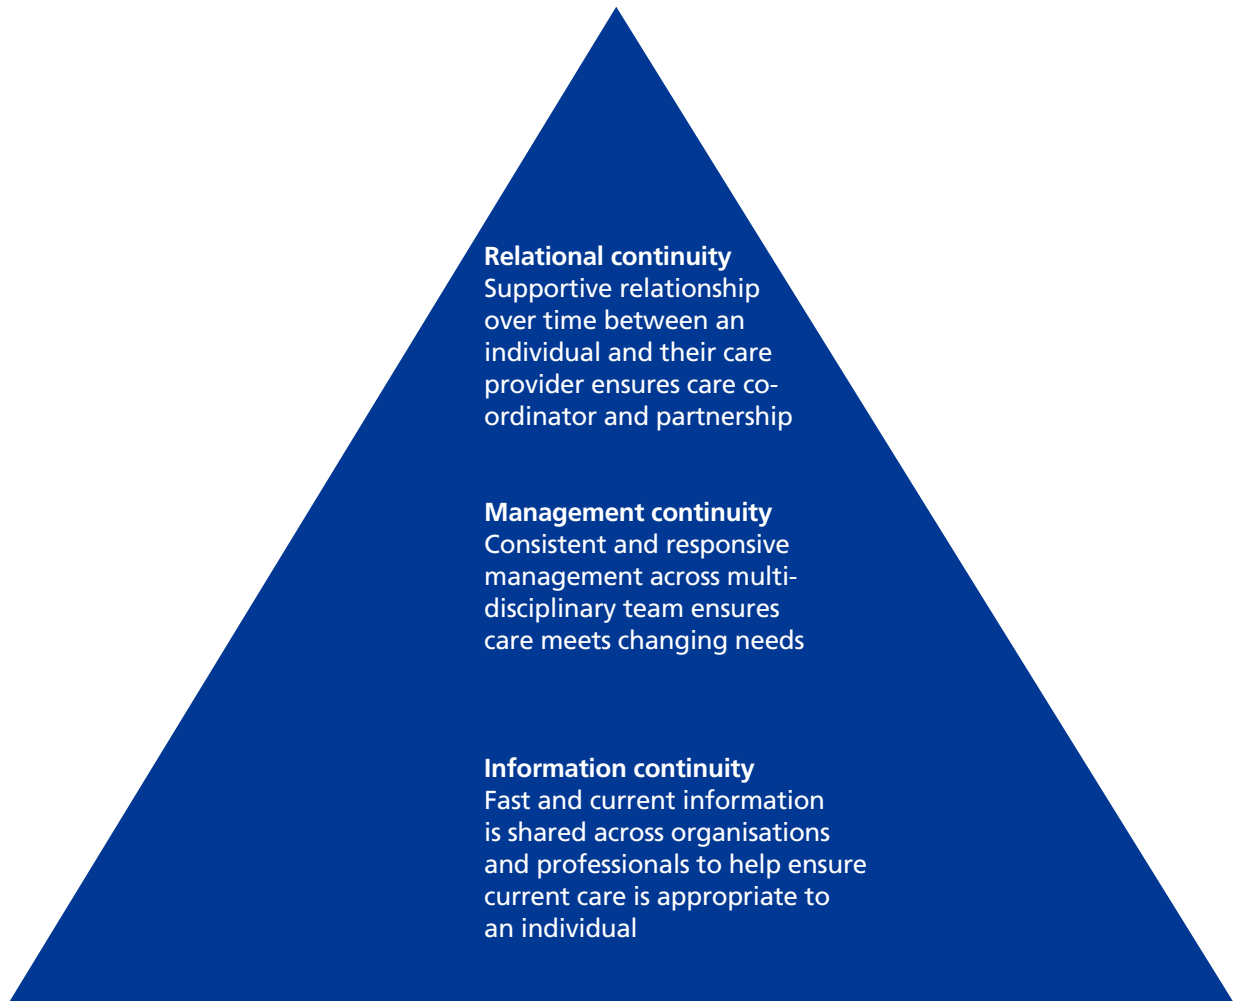 Relational continuity
Supportive relationship
over time between an
individual and their care
provider ensures care co-
ordinator and partnership
Management continuity
Consistent and responsive
management across multi-
disciplinary team ensures
care meets changing needs
Information continuity
Fast and current information
is shared across organisations
and professionals to help ensure
current care is appropriate to
an individual